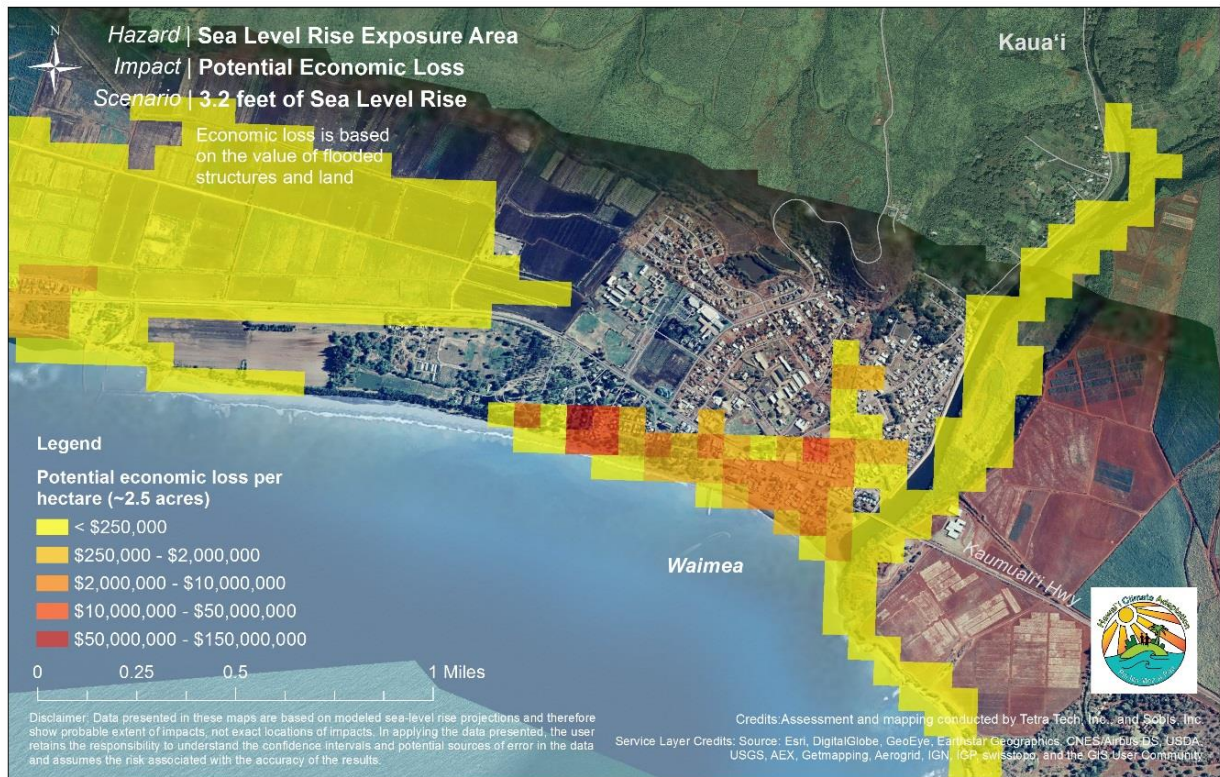 N
Hazard | Sea Level Rise Exposure Area
Impact | Potential Economic Loss
Scenario | 3.2 feet of Sea Level Rise
Economic loss is based
on the value of flooded
structures and land
Kauaʻi
Legend
Potential economic loss per
hectare (~2.5 acres)
< $250,000
$250,000 - $2,000,000
$2,000,000 - $10,000,000
$10,000,000 - $50,000,000
$50,000,000 - $150,000,000
0 0.25 0.5 1 Miles
Waimea
Kaumualiʻi Hwy
Hawaiʻi Climate Adaptation
Disclaimer: Data presented in these maps are based on modeled sea-level rise projections and therefore
show probable extent of impacts, not exact locations of impacts. In applying the data presented, the user
retains the responsibility to understand the confidence intervals and potential sources of error in the data
and assumes the risk associated with the accuracy of the results.
Credits:Assessment and mapping conducted by Tetra Tech, Inc., and Sobis, Inc.
Service Layer Credits: Source: Esri, DigitalGlobe, GeoEye, Earthstar Geographics, CNES/Airbus DS, USDA,
USGS, AEX, Getmapping, Aerogrid, IGN, IGP, swisstopo, and the GIS User Community